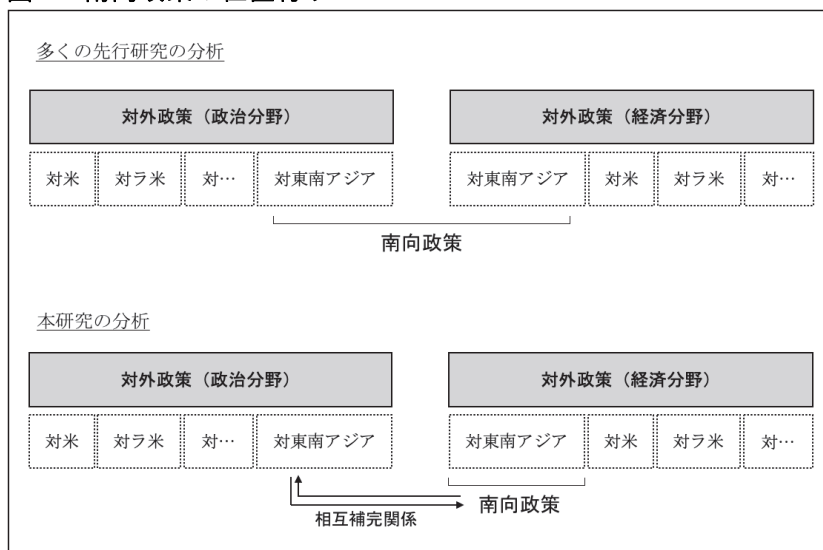 多くの先行研究の分析
対外政策（政治分野） 対外政策（経済分野）
対米 対ラ米 対… 対東南アジア 対東南アジア 対米 対ラ米 対…
南向政策
本研究の分析
対外政策（政治分野） 対外政策（経済分野）
対米 対ラ米 対… 対東南アジア 対東南アジア 対米 対ラ米 対…
南向政策
相互補完関係